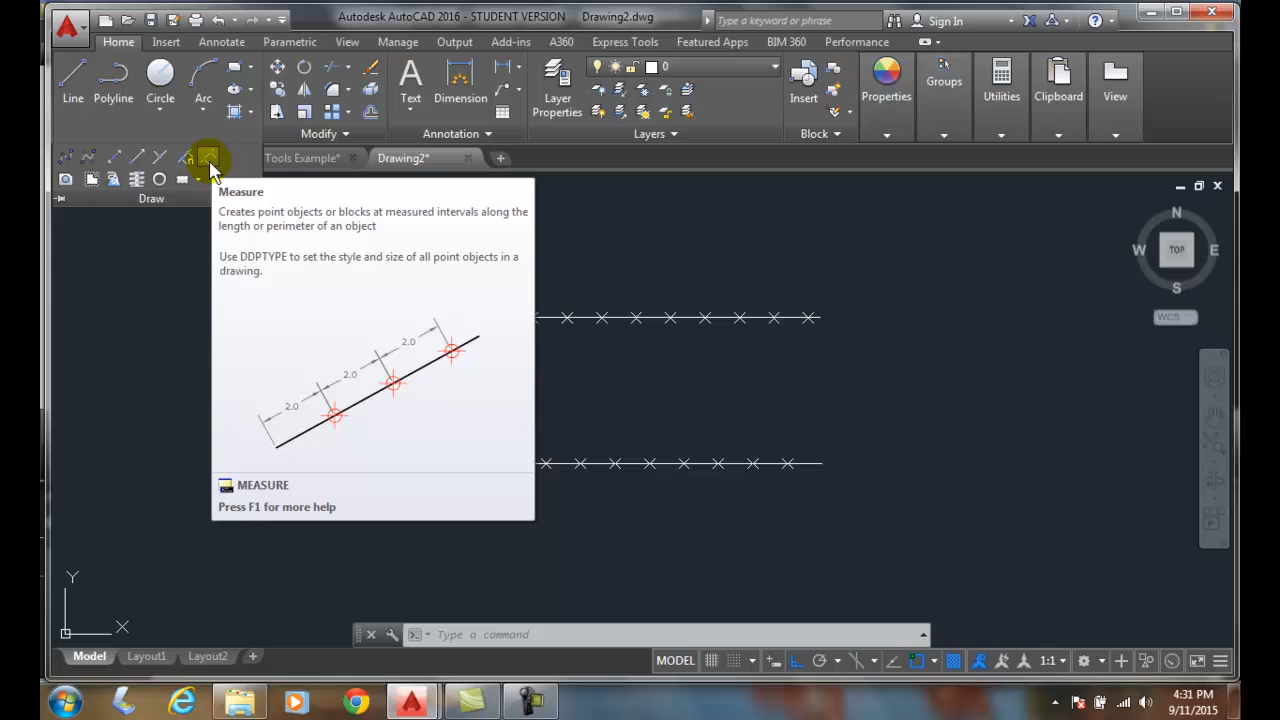 Autodesk AutoCAD 2016 - STUDENT VERSION Drawing2.dwg
Type a keyword or phrase
Sign In
Home Insert Annotate Parametric View Manage Output Add-ins A360 Express Tools Featured Apps BIM 360 Performance
Line Polyline Circle Arc
Text Dimension
Layer
Properties
0
Insert
Properties
Groups
Utilities
Clipboard
View
Modify Annotation Layers Block
Tools Example* Drawing2*
Draw
Measure
Creates point objects or blocks at measured intervals along the
length or perimeter of an object
Use DDPTYPE to set the style and size of all point objects in a
drawing.
2.0
2.0
2.0
MEASURE
Press F1 for more help
N
W TOP E
S
WCS
Y
X
Type a command
Model Layout1 Layout2
MODEL 1:1
4:31 PM
9/11/2015